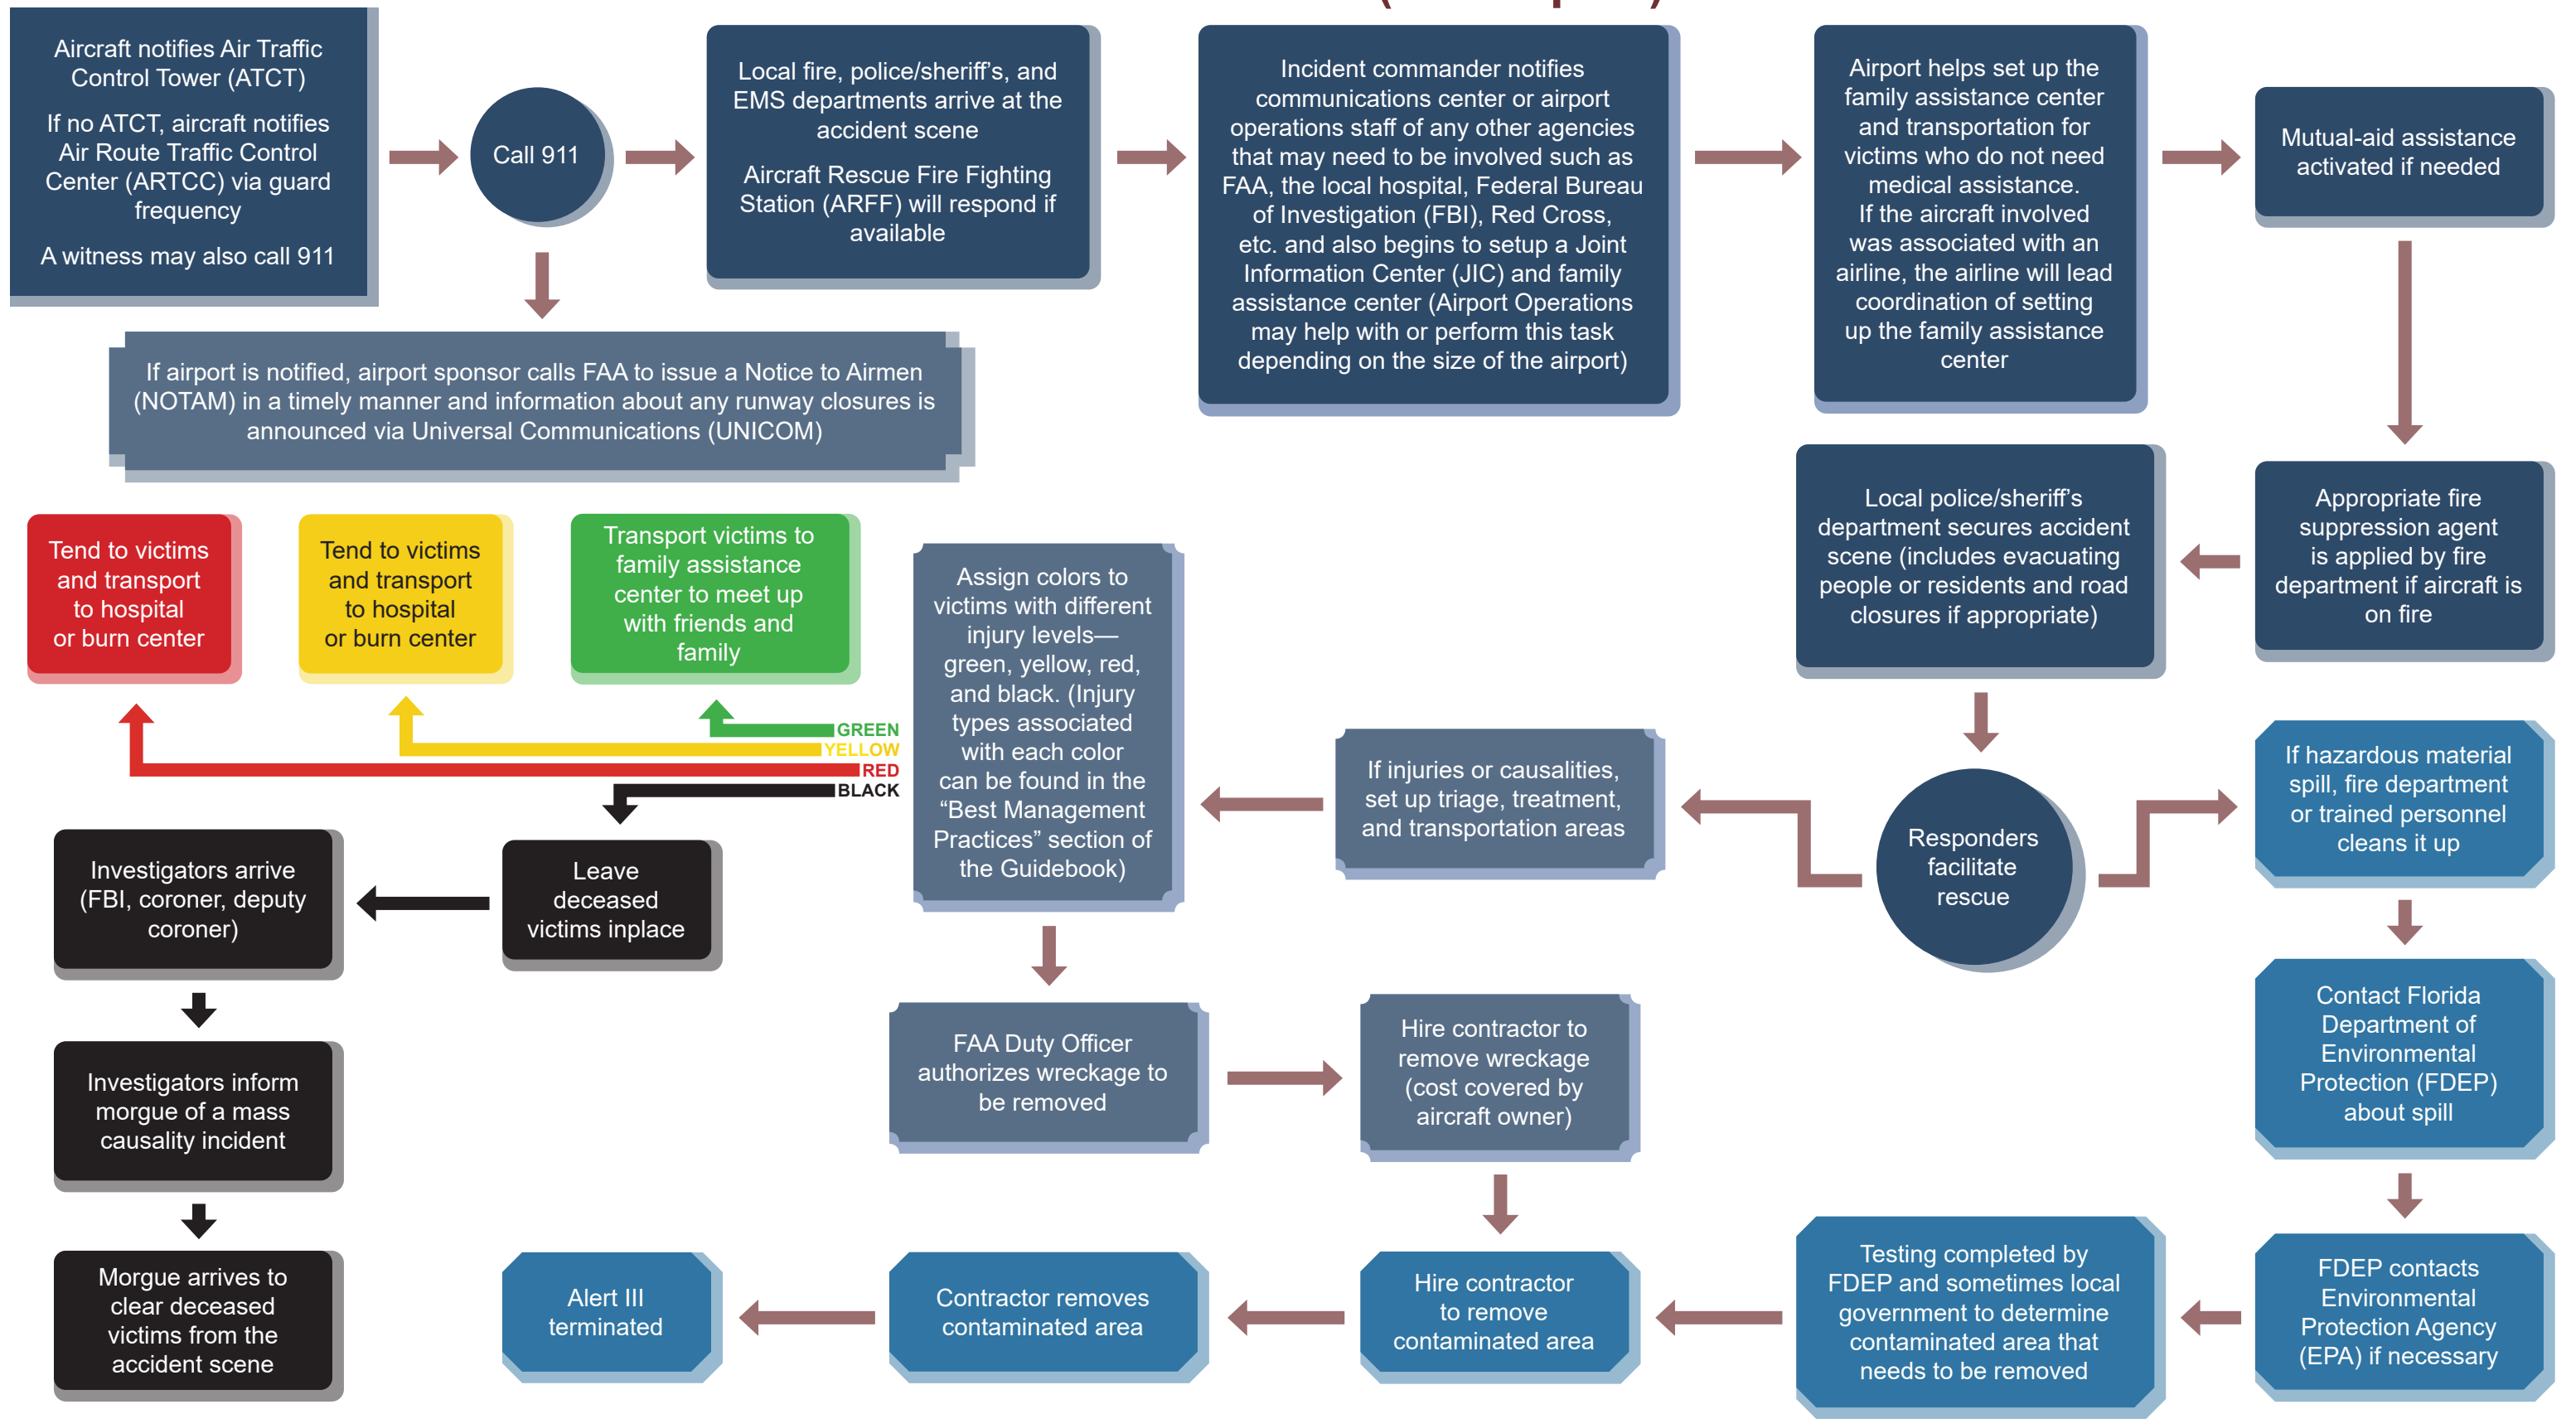 Aircraft notifies Air Traffic
Control Tower (ATCT)
If no ATCT, aircraft notifies
Air Route Traffic Control
Center (ARTCC) via guard
frequency
A witness may also call 911
Call 911
Local fire, police/sheriff’s, and
EMS departments arrive at the
accident scene
Aircraft Rescue Fire Fighting
Station (ARFF) will respond if
available
Incident commander notifies
communications center or airport
operations staff of any other agencies
that may need to be involved such as
FAA, the local hospital, Federal Bureau
of Investigation (FBI), Red Cross,
etc. and also begins to setup a Joint
Information Center (JIC) and family
assistance center (Airport Operations
may help with or perform this task
depending on the size of the airport)
Airport helps set up the
family assistance center
and transportation for
victims who do not need
medical assistance.
If the aircraft involved
was associated with an
airline, the airline will lead
coordination of setting
up the family assistance
center
Mutual-aid assistance
activated if needed
If airport is notified, airport sponsor calls FAA to issue a Notice to Airmen
(NOTAM) in a timely manner and information about any runway closures is
announced via Universal Communications (UNICOM)
Appropriate fire
suppression agent
is applied by fire
department if aircraft is
on fire
Local police/sheriff’s
department secures accident
scene (includes evacuating
people or residents and road
closures if appropriate)
Responders
facilitate
rescue
If injuries or causalities,
set up triage, treatment,
and transportation areas
Assign colors to
victims with different
injury levels—
green, yellow, red,
and black. (Injury
types associated
with each color
can be found in the
“Best Management
Practices” section of
the Guidebook)
GREEN
YELLOW
RED
BLACK
Tend to victims
and transport
to hospital
or burn center
Tend to victims
and transport
to hospital
or burn center
Transport victims to
family assistance
center to meet up
with friends and
family
Leave
deceased
victims inplace
Investigators arrive
(FBI, coroner, deputy
coroner)
Investigators inform
morgue of a mass
causality incident
Morgue arrives to
clear deceased
victims from the
accident scene
FAA Duty Officer
authorizes wreckage to
be removed
Hire contractor to
remove wreckage
(cost covered by
aircraft owner)
If hazardous material
spill, fire department
or trained personnel
cleans it up
Contact Florida
Department of
Environmental
Protection (FDEP)
about spill
FDEP contacts
Environmental
Protection Agency
(EPA) if necessary
Testing completed by
FDEP and sometimes local
government to determine
contaminated area that
needs to be removed
Hire contractor
to remove
contaminated area
Contractor removes
contaminated area
Alert III
terminated